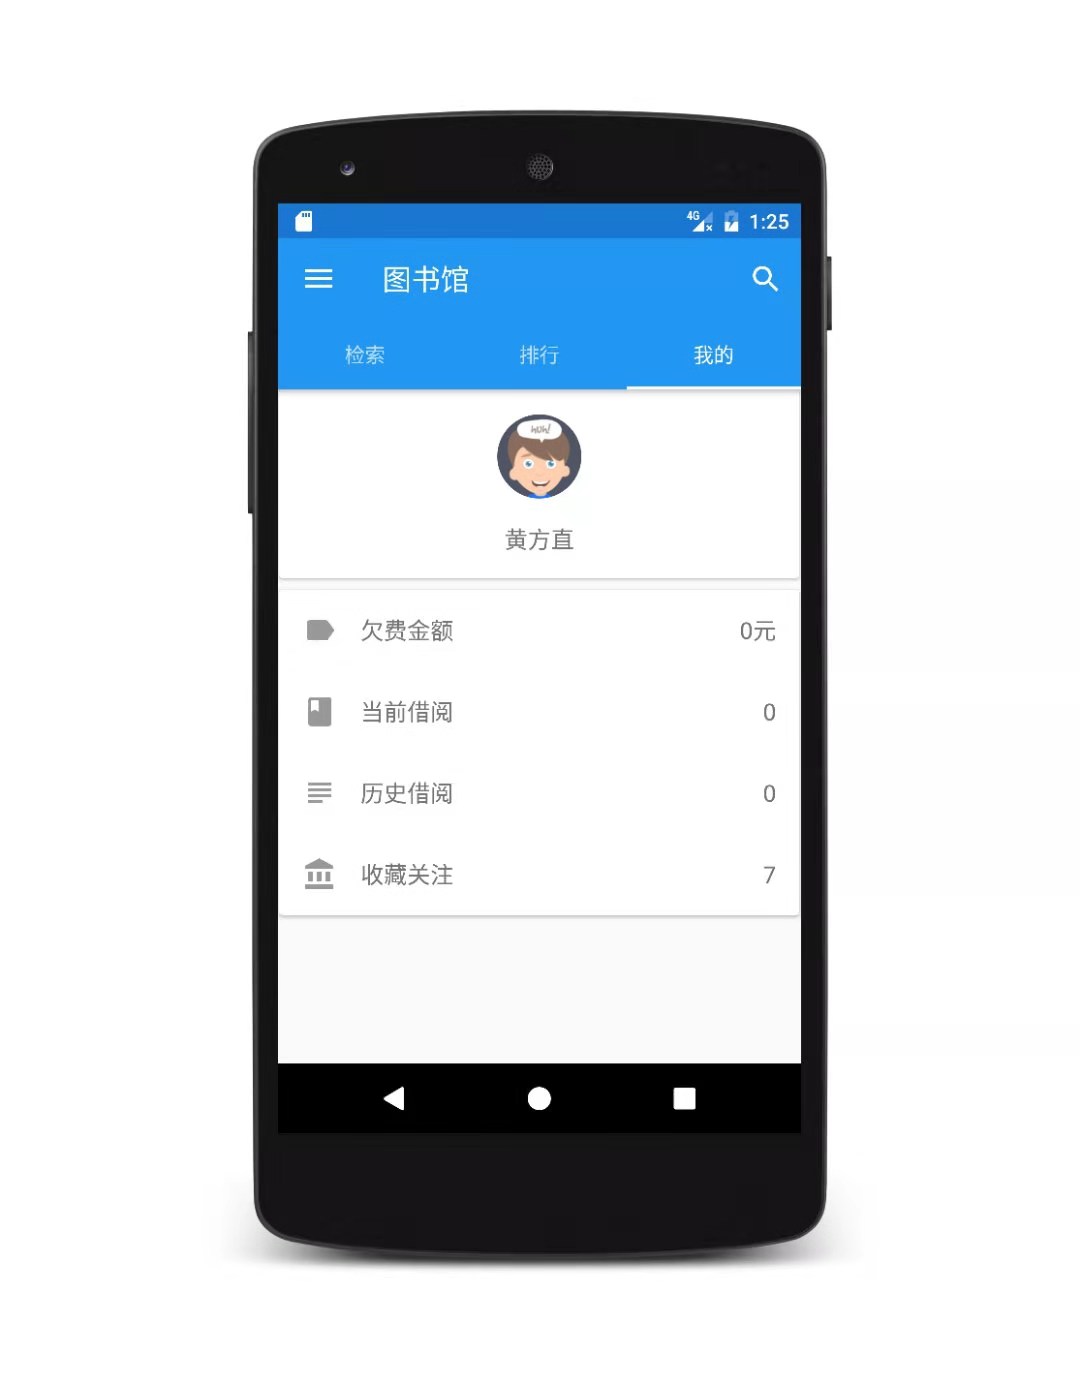 4G 1:25
图书馆
检索 排行 我的
huh!
黄方直
欠费金额 0元
当前借阅 0
历史借阅 0
收藏关注 7